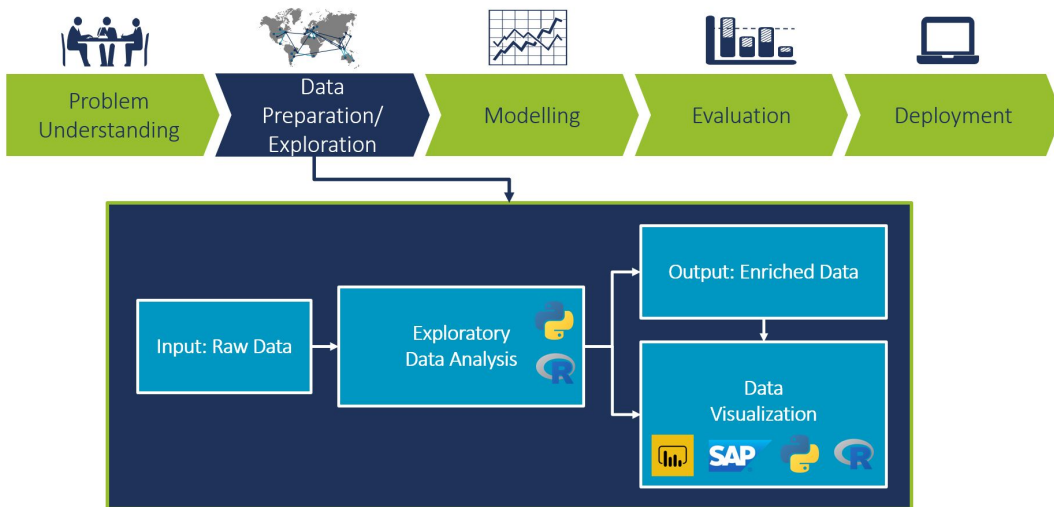 Problem
Understanding
Data
Preparation/
Exploration
Modelling
Evaluation
Deployment
Output: Enriched Data
Input: Raw Data
Exploratory
Data Analysis
R
Data
Visualization
SAP
R